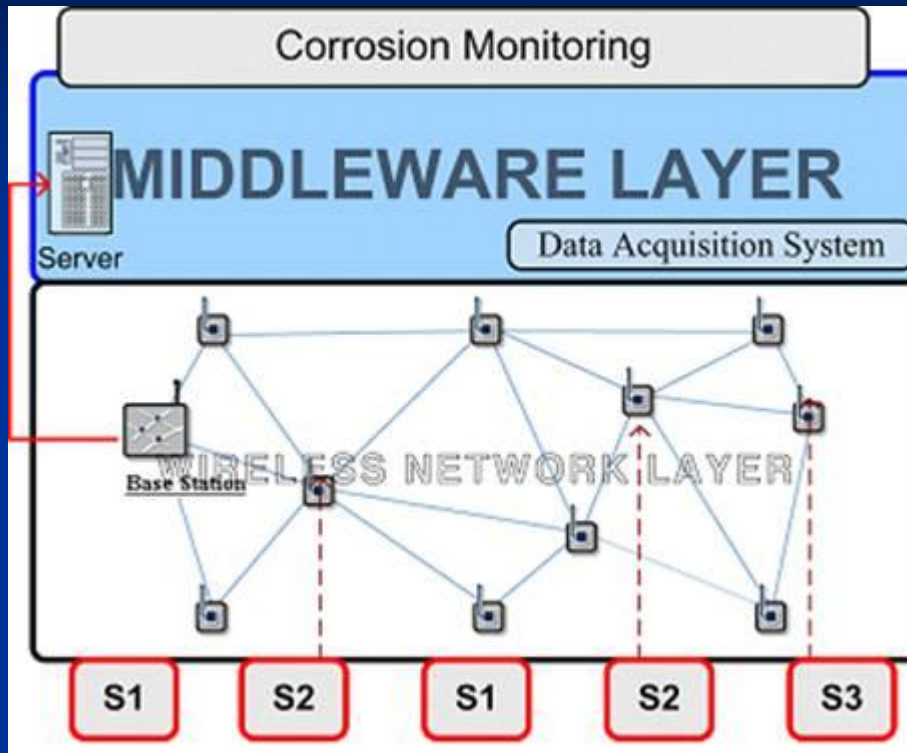 Corrosion Monitoring
MIDDLEWARE LAYER
Server
Data Acquisition System
WIRELESS NETWORK LAYER
Base Station
S1
S2
S1
S2
S3